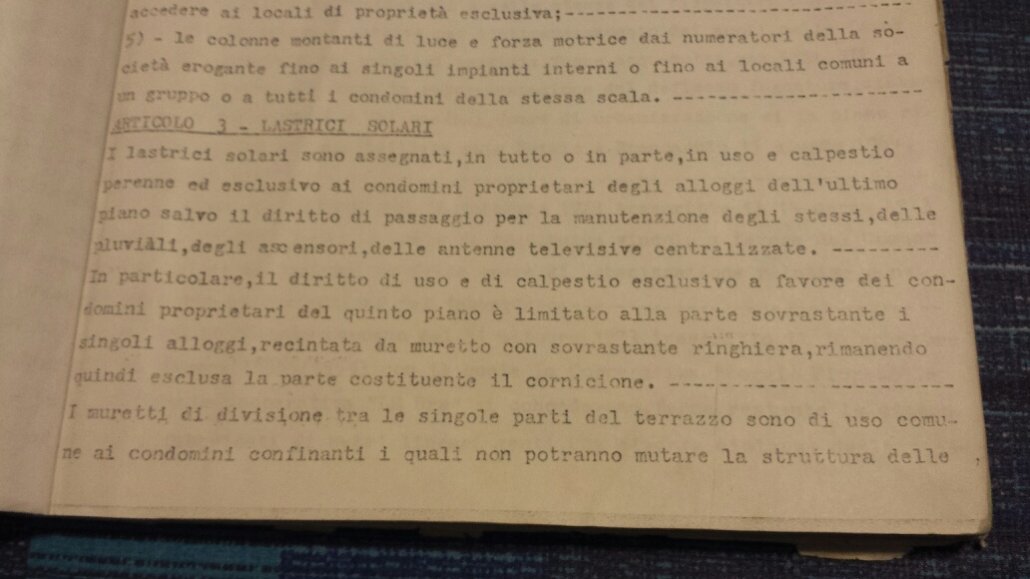 accedere ai locali di proprietà esclusiva;------------------------------
5) - le colonne montanti di luce e forza motrice dai numeratori della so-
cietà erogante fino ai singoli impianti interni o fino ai locali comuni a
un gruppo o a tutti i condomini della stessa scala. ----------------------
ARTICOLO 3 - LASTRICI SOLARI
I lastrici solari sono assegnati,in tutto o in parte,in uso e calpestio
perenne ed esclusivo ai condomini proprietari degli alloggi dell'ultimo
piano salvo il diritto di passaggio per la manutenzione degli stessi,delle
pluviali,degli ascensori,delle antenne televisive centralizzate. ---------
In particolare,il diritto di uso e di calpestio esclusivo a favore dei con-
domini proprietari del quinto piano è limitato alla parte sovrastante i
singoli alloggi,recintata da muretto con sovrastante ringhiera,rimanendo
quindi esclusa la parte costituente il cornicione. ----------- -----------
I muretti di divisione tra le singole parti del terrazzo sono di uso comu-
ne ai condomini confinanti i quali non potranno mutare la struttura delle